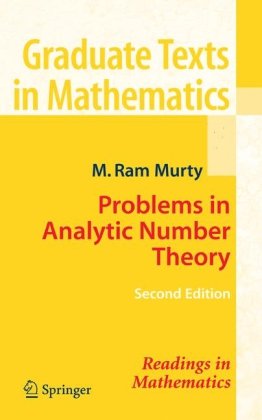 Graduate Texts
in Mathematics
M. Ram Murty
Problems in
Analytic Number
Theory
Second Edition
Readings in
Mathematics
Springer